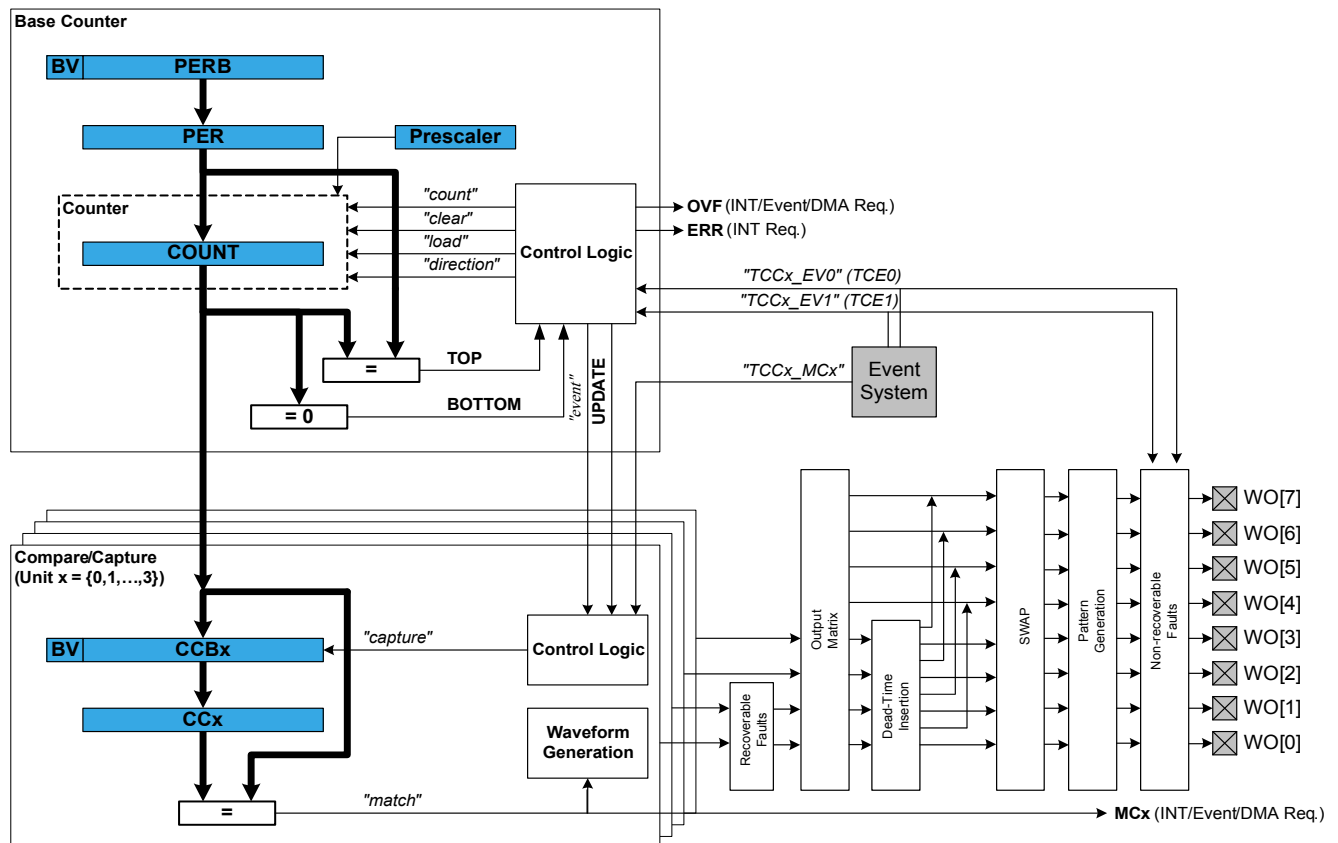 Base Counter
BV
PERB
PER
Prescaler
Counter
COUNT
"count"
"clear"
"load"
"direction"
Control Logic
OVF (INT/Event/DMA Req.)
ERR (INT Req.)
"TCCx_EV0" (TCE0)
"TCCx_EV1" (TCE1)
"TCCx_MCx"
Event
System
=
TOP
= 0
BOTTOM
"event"
UPDATE
Compare/Capture
(Unit x = {0,1,…,3})
BV
CCBx
"capture"
Control Logic
CCx
Waveform
Generation
=
"match"
Recoverable
Faults
Output
Matrix
Dead-Time
Insertion
SWAP
Pattern
Generation
Non-recoverable
Faults
WO[7]
WO[6]
WO[5]
WO[4]
WO[3]
WO[2]
WO[1]
WO[0]
MCx (INT/Event/DMA Req.)